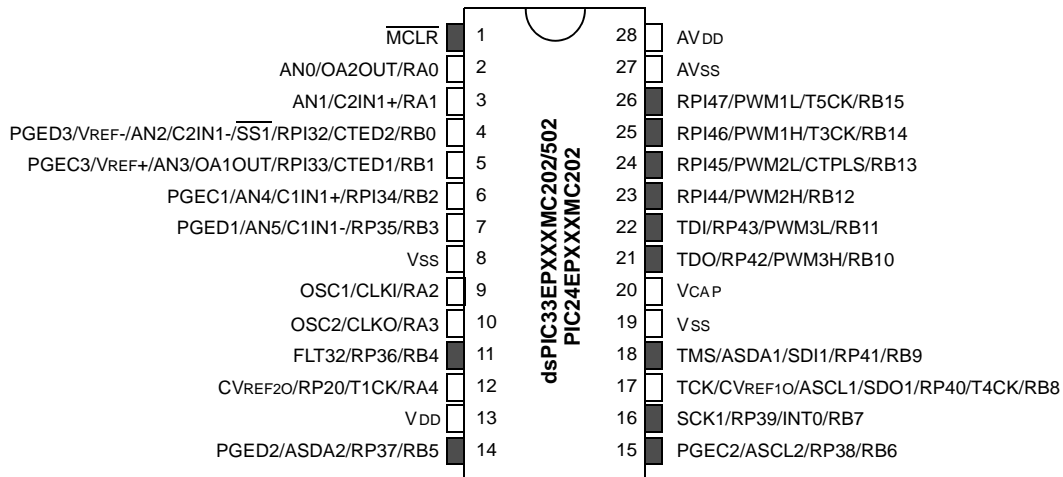 MCLR 1 28 AVDD
AN0/OA2OUT/RA0 2 27 AVSS
AN1/C2IN1+/RA1 3 26 RPI47/PWM1L/T5CK/RB15
PGED3/VREF-/AN2/C2IN1-/SS1/RPI32/CTED2/RB0 4 25 RPI46/PWM1H/T3CK/RB14
PGEC3/VREF+/AN3/OA1OUT/RPI33/CTED1/RB1 5 24 RPI45/PWM2L/CTPLS/RB13
PGEC1/AN4/C1IN1+/RPI34/RB2 6 23 RPI44/PWM2H/RB12
PGED1/AN5/C1IN1-/RP35/RB3 7 22 TDI/RP43/PWM3L/RB11
VSS 8 21 TDO/RP42/PWM3H/RB10
OSC1/CLKI/RA2 9 20 VCAP
OSC2/CLKO/RA3 10 19 VSS
FLT32/RP36/RB4 11 18 TMS/ASDA1/SDI1/RP41/RB9
CVREF2O/RP20/T1CK/RA4 12 17 TCK/CVREF1O/ASCL1/SDO1/RP40/T4CK/RB8
VDD 13 16 SCK1/RP39/INT0/RB7
PGED2/ASDA2/RP37/RB5 14 15 PGEC2/ASCL2/RP38/RB6
dsPIC33EPXXXMC202/502
PIC24EPXXXMC202